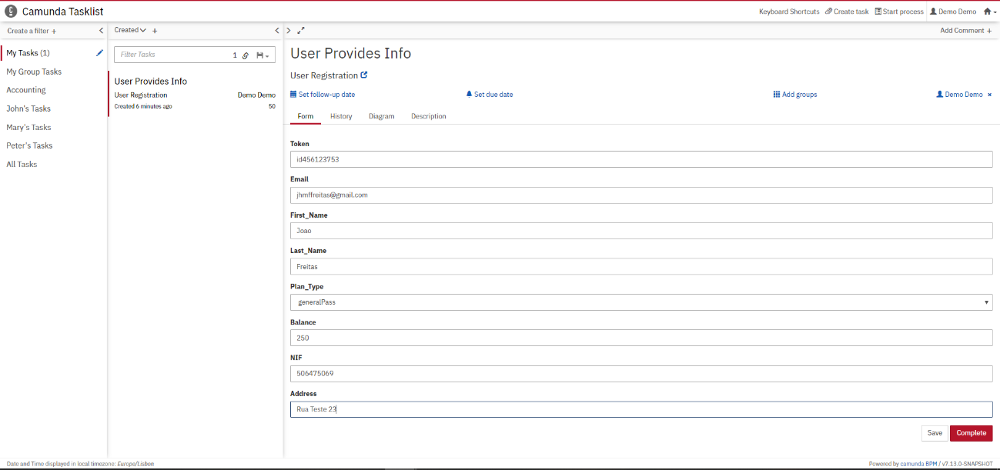 Camunda Tasklist
Keyboard Shortcuts Create task Start process Demo Demo
Create a filter +
Created +
Add Comment +
My Tasks (1)
My Group Tasks
Accounting
John's Tasks
Mary's Tasks
Peter's Tasks
All Tasks
Filter Tasks 1
User Provides Info
User Registration Demo Demo
Created 6 minutes ago 50
User Provides Info
User Registration
Set follow-up date Set due date Add groups Demo Demo ×
Form History Diagram Description
Token
id456123753
Email
jhmffreitas@gmail.com
First_Name
Joao
Last_Name
Freitas
Plan_Type
generalPass
Balance
250
NIF
506475069
Address
Rua Teste 23
Save Complete
Date and Time displayed in local timezone: Europe/Lisbon
Powered by camunda BPM / v7.13.0-SNAPSHOT